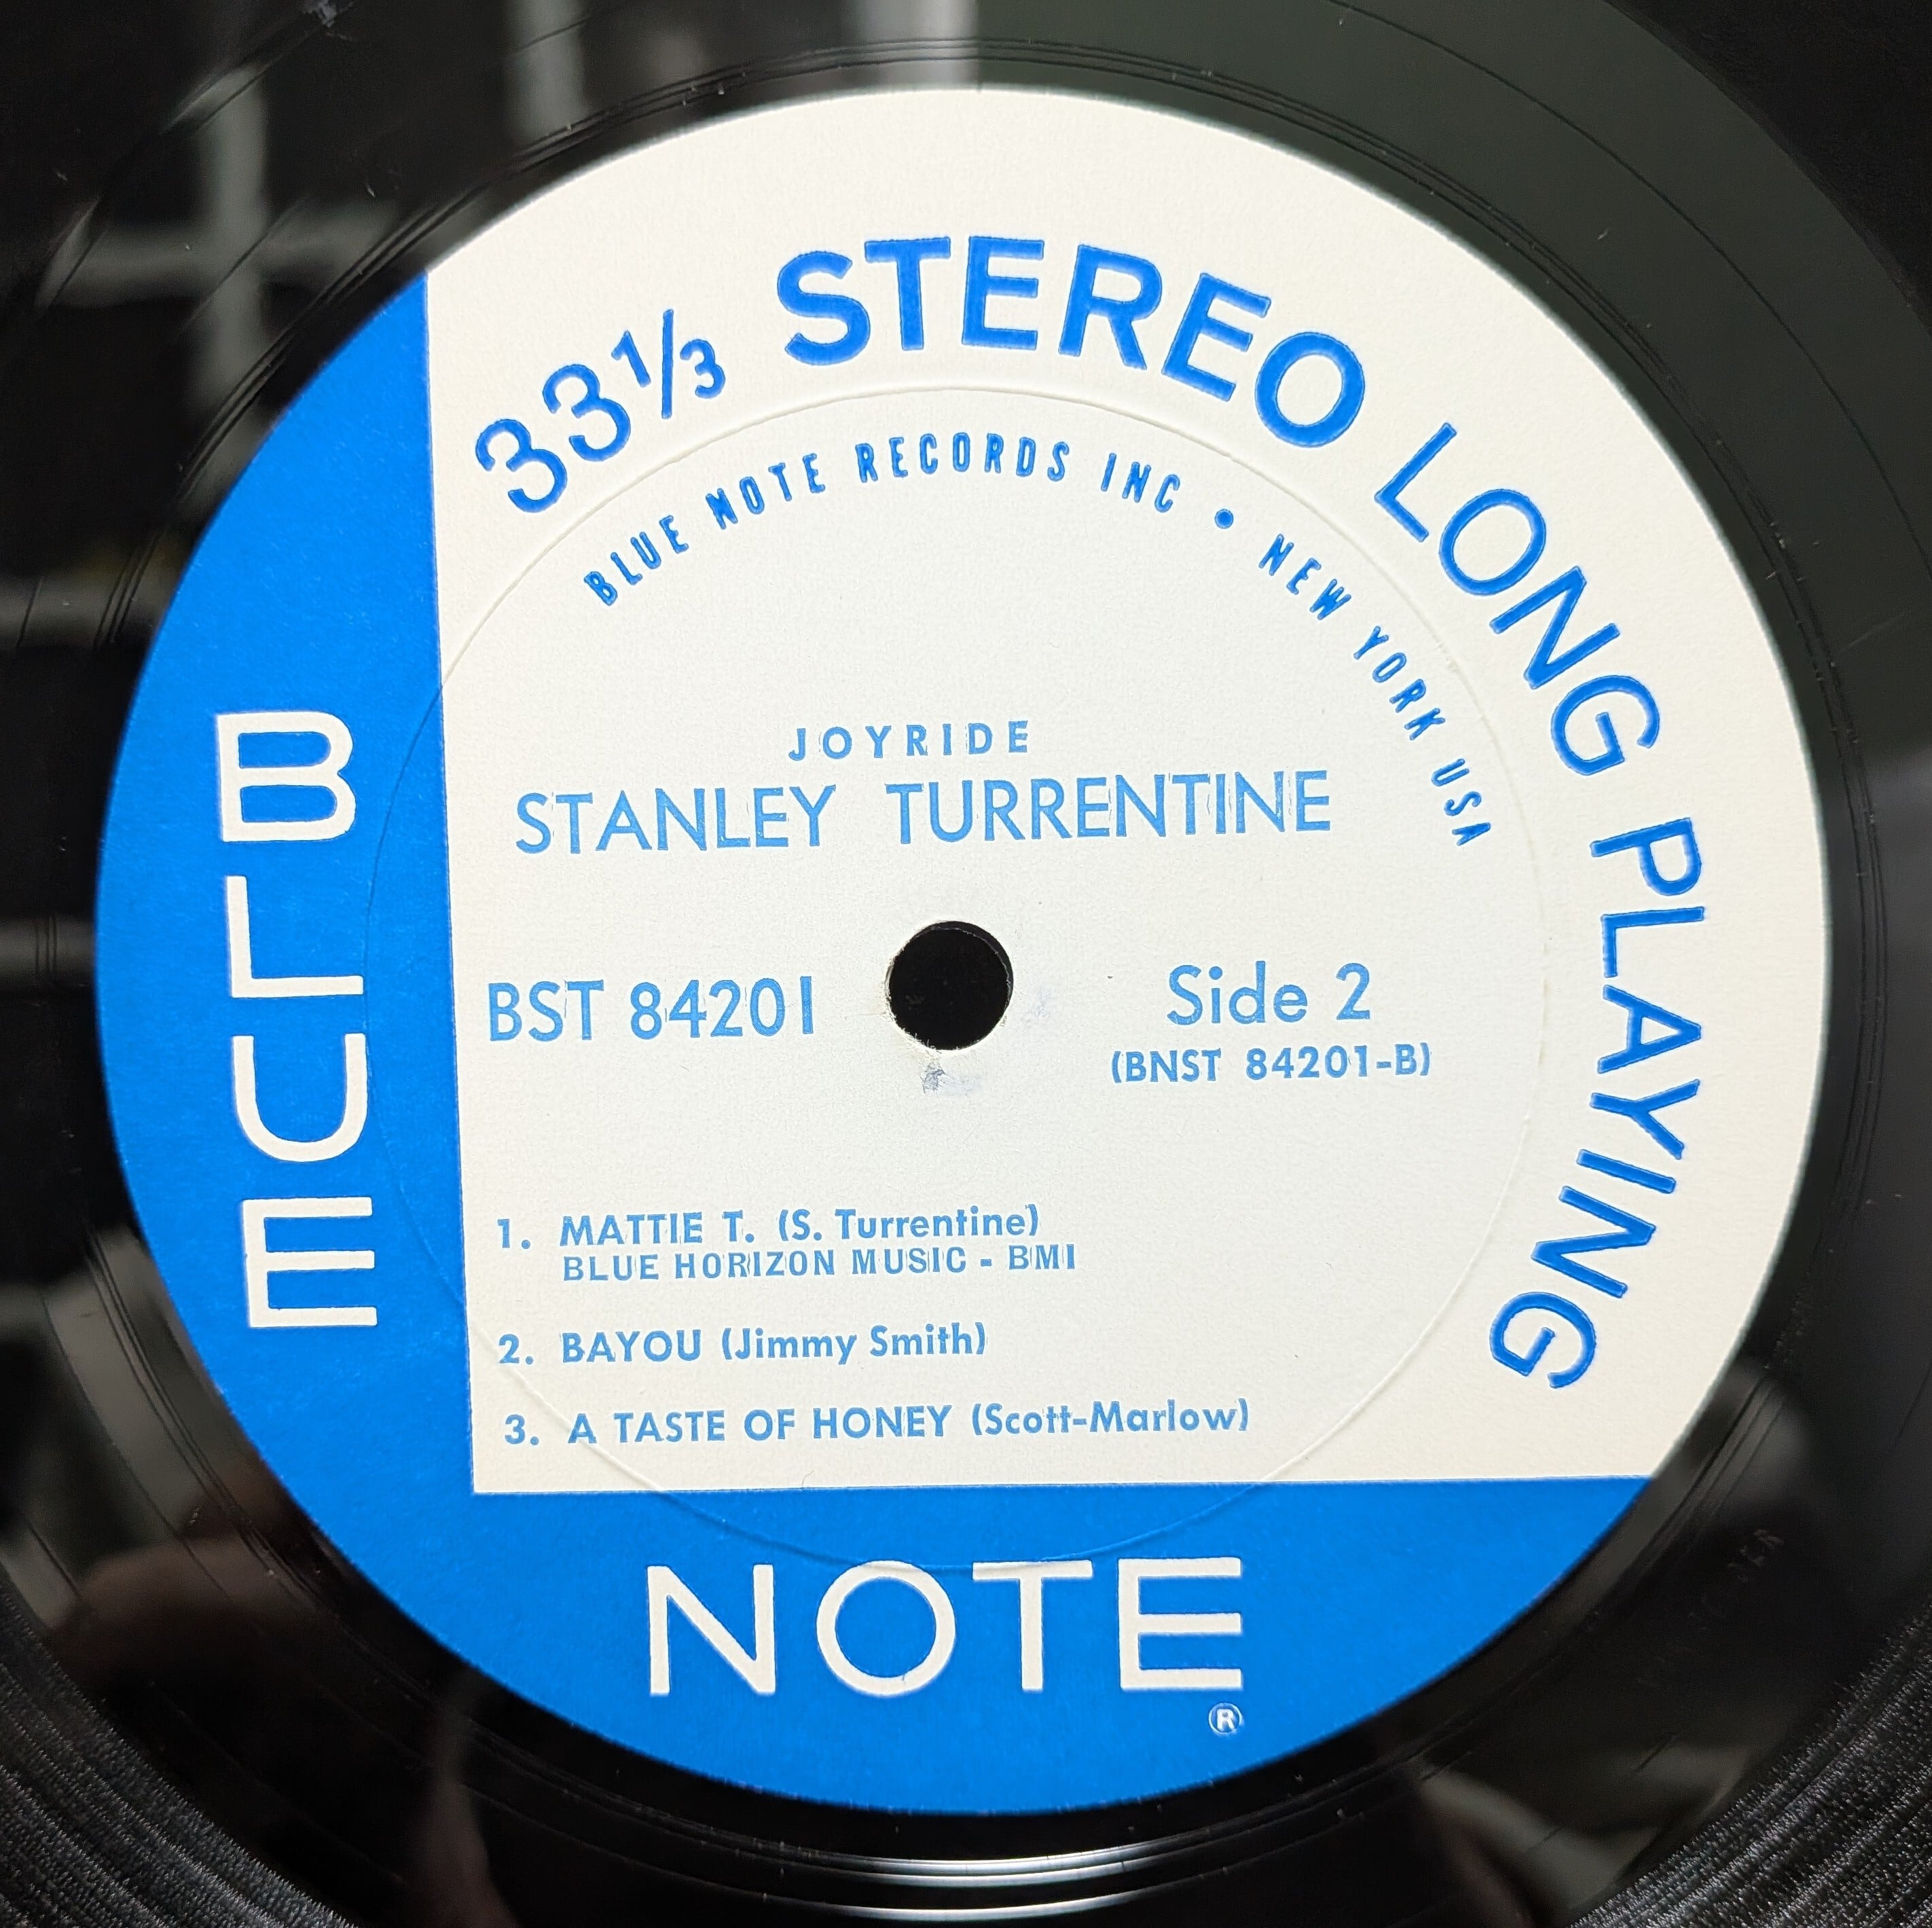 33⅓ STEREO LONG PLAYING
BLUE NOTE RECORDS INC • NEW YORK USA
JOYRIDE
STANLEY TURRENTINE
BST 84201
Side 2
(BNST 84201-B)
1. MATTIE T. (S. Turrentine)
BLUE HORIZON MUSIC - BMI
2. BAYOU (Jimmy Smith)
3. A TASTE OF HONEY (Scott-Marlow)
BLUE
NOTE
®